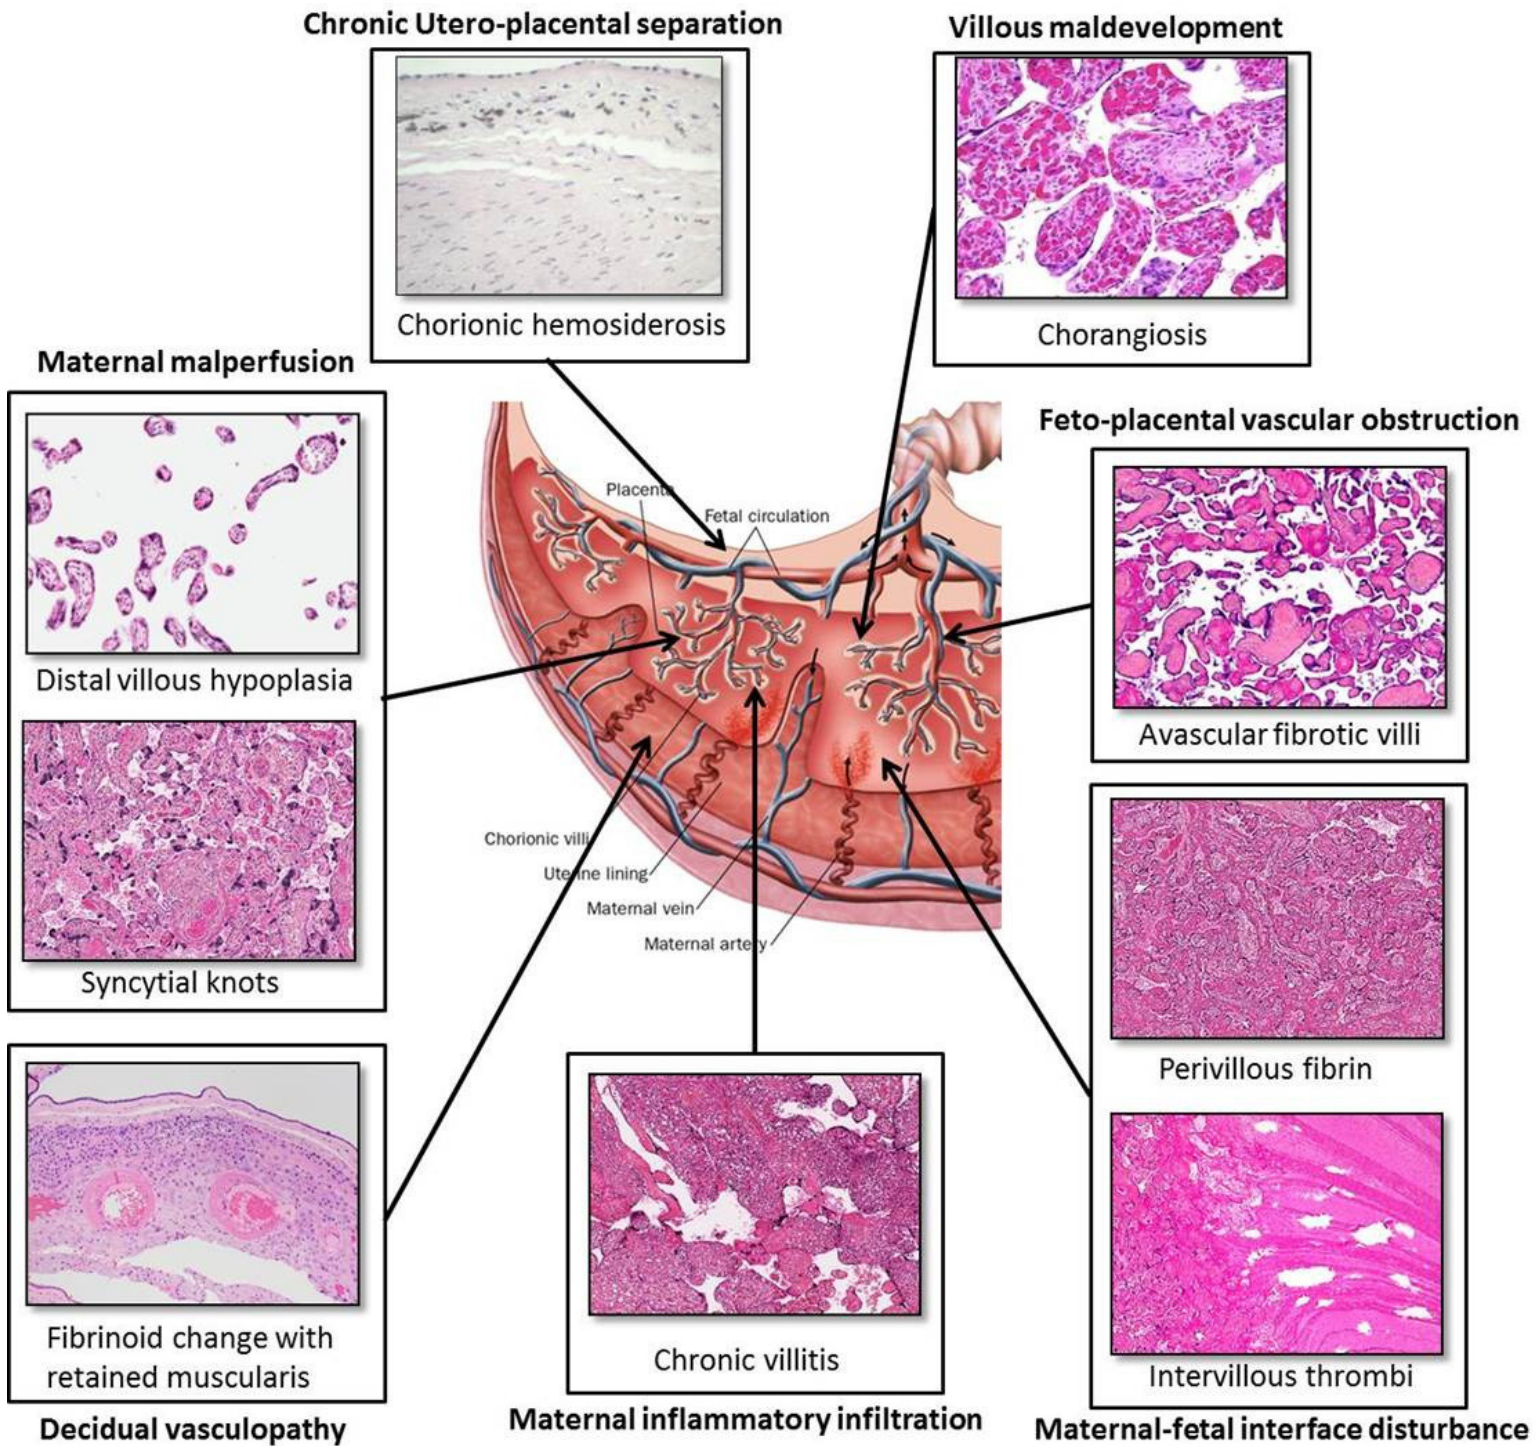 Chronic Utero-placental separation
Chorionic hemosiderosis
Villous maldevelopment
Chorangiosis
Maternal malperfusion
Distal villous hypoplasia
Syncytial knots
Feto-placental vascular obstruction
Avascular fibrotic villi
Placenta
Fetal circulation
Chorionic villi
Uterine lining
Maternal vein
Maternal artery
Perivillous fibrin
Intervillous thrombi
Maternal-fetal interface disturbance
Fibrinoid change with
retained muscularis
Decidual vasculopathy
Chronic villitis
Maternal inflammatory infiltration